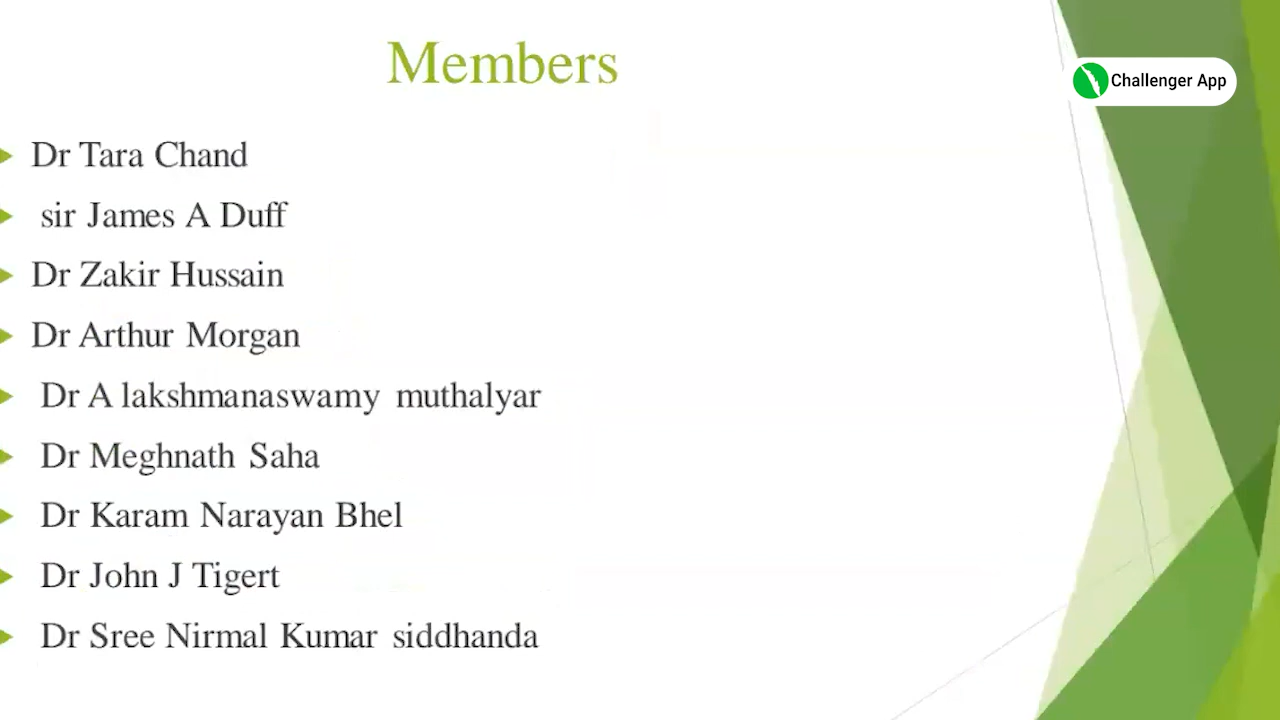 Members
Challenger App
Dr Tara Chand
sir James A Duff
Dr Zakir Hussain
Dr Arthur Morgan
Dr A lakshmanaswamy muthalyar
Dr Meghnath Saha
Dr Karam Narayan Bhel
Dr John J Tigert
Dr Sree Nirmal Kumar siddhanda